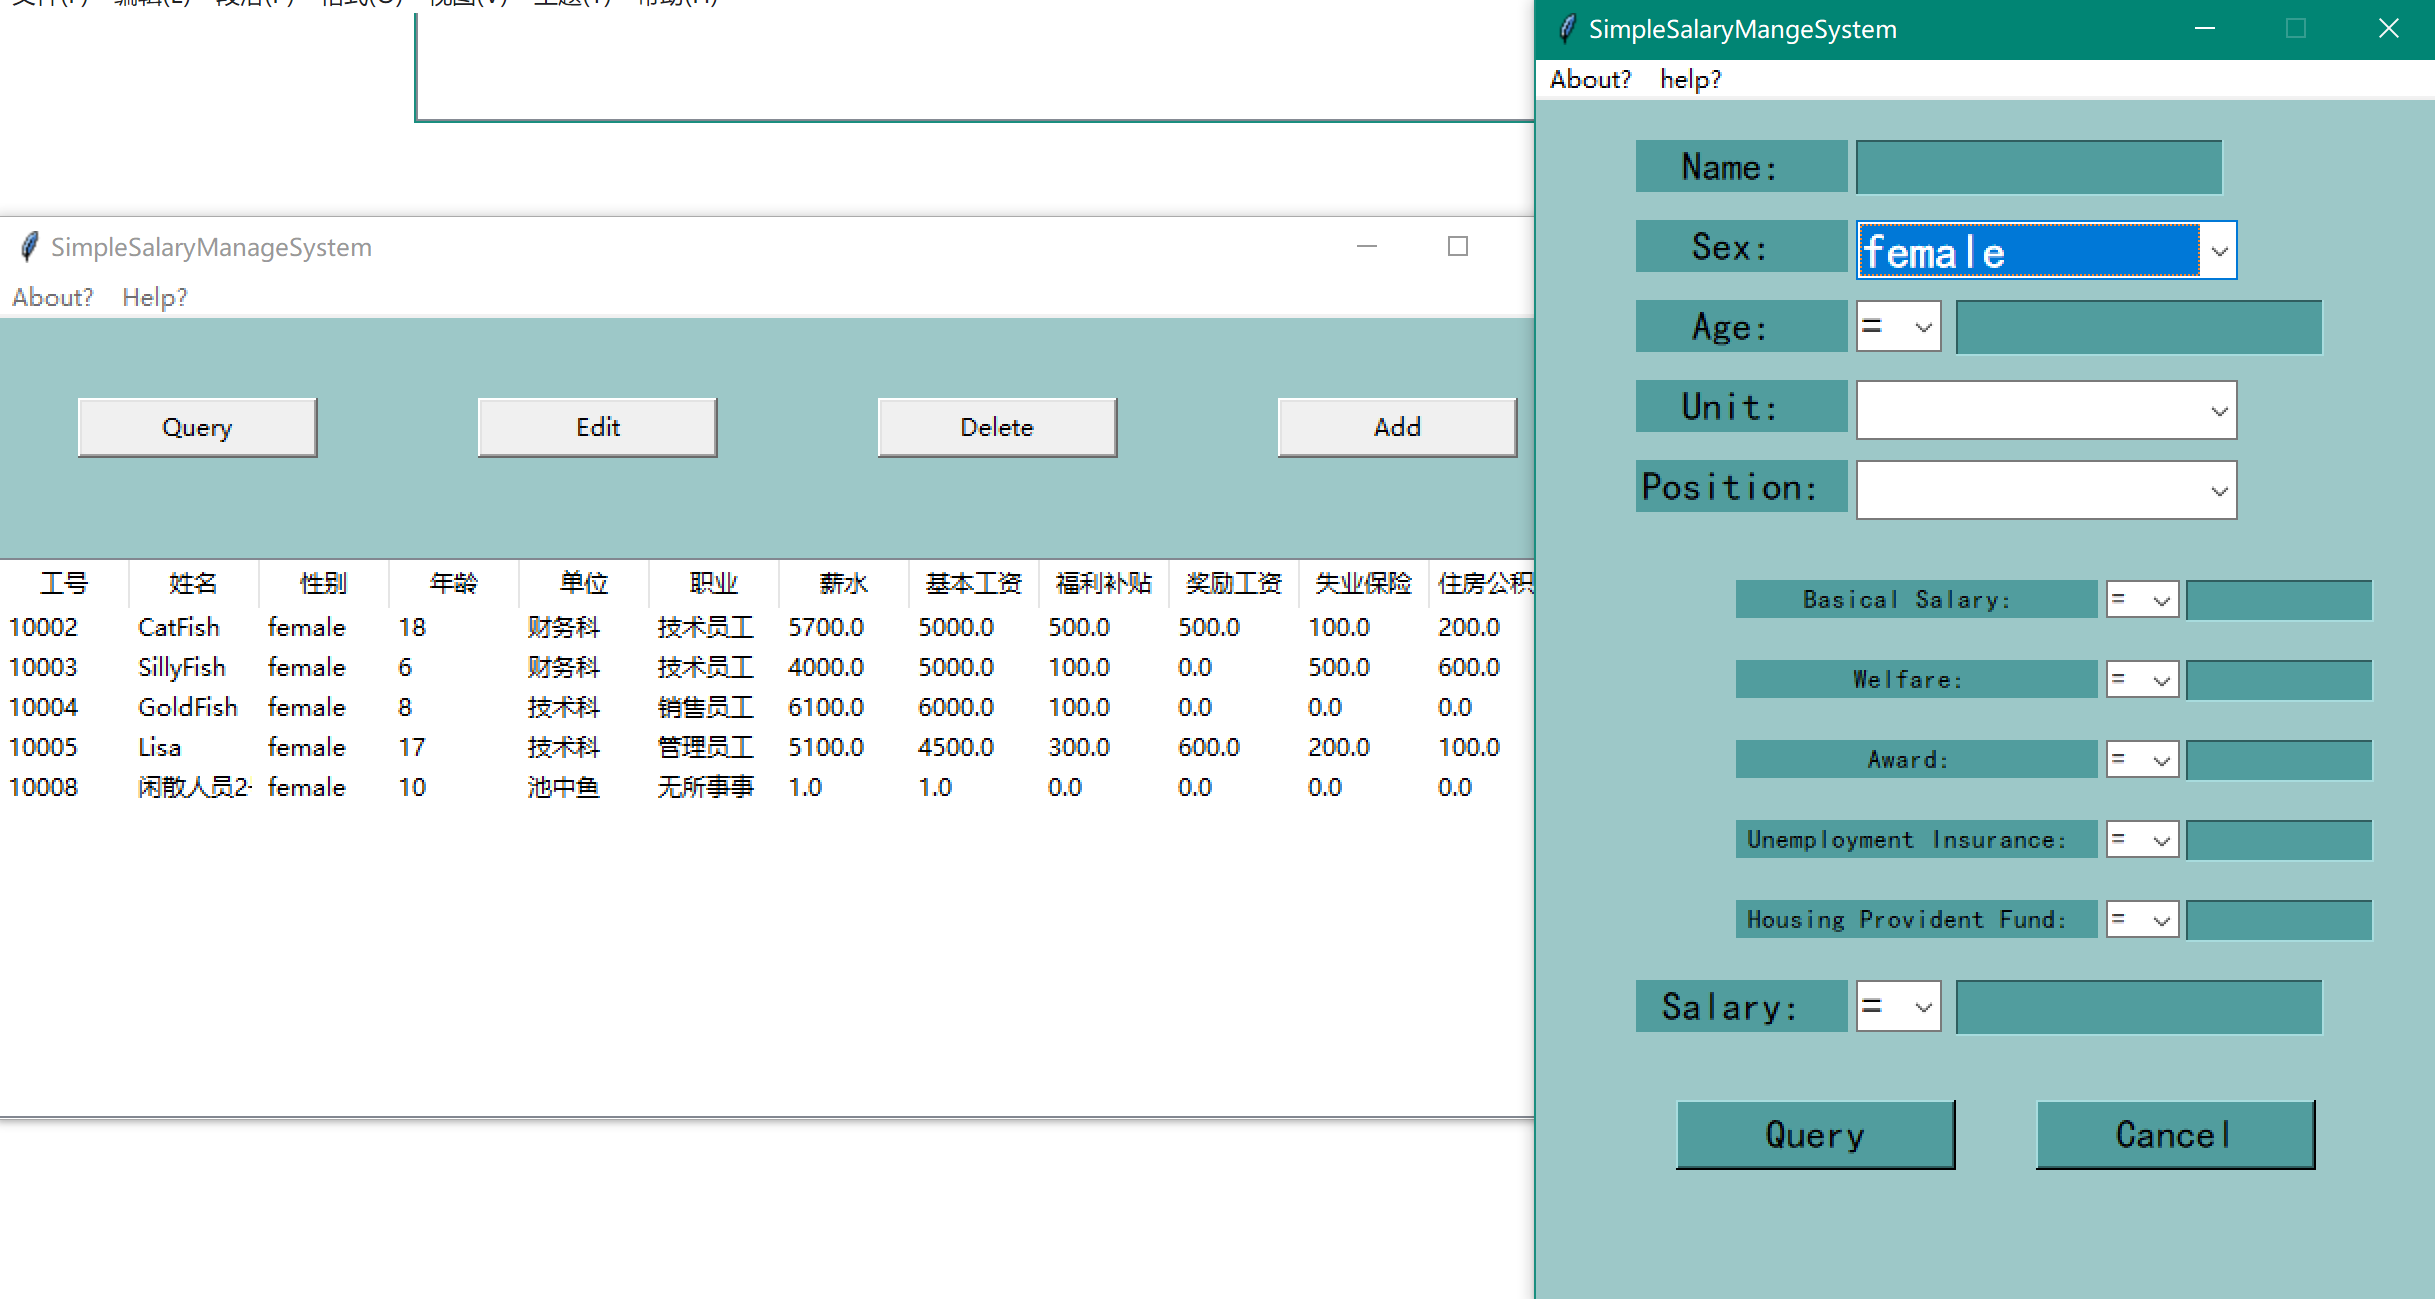 SimpleSalaryManageSystem
About? Help?
Query Edit Delete Add
工号 姓名 性别 年龄 单位 职业 薪水 基本工资 福利补贴 奖励工资 失业保险 住房公积
10002 CatFish female 18 财务科 技术员工 5700.0 5000.0 500.0 500.0 100.0 200.0
10003 SillyFish female 6 财务科 技术员工 4000.0 5000.0 100.0 0.0 500.0 600.0
10004 GoldFish female 8 技术科 销售员工 6100.0 6000.0 100.0 0.0 0.0 0.0
10005 Lisa female 17 技术科 管理员工 5100.0 4500.0 300.0 600.0 200.0 100.0
10008 闲散人员2 female 10 池中鱼 无所事事 1.0 1.0 0.0 0.0 0.0 0.0
SimpleSalaryMangeSystem
About? help?
Name:
Sex: female
Age: =
Unit:
Position:
Basical Salary: =
Welfare: =
Award: =
Unemployment Insurance: =
Housing Provident Fund: =
Salary: =
Query Cancel